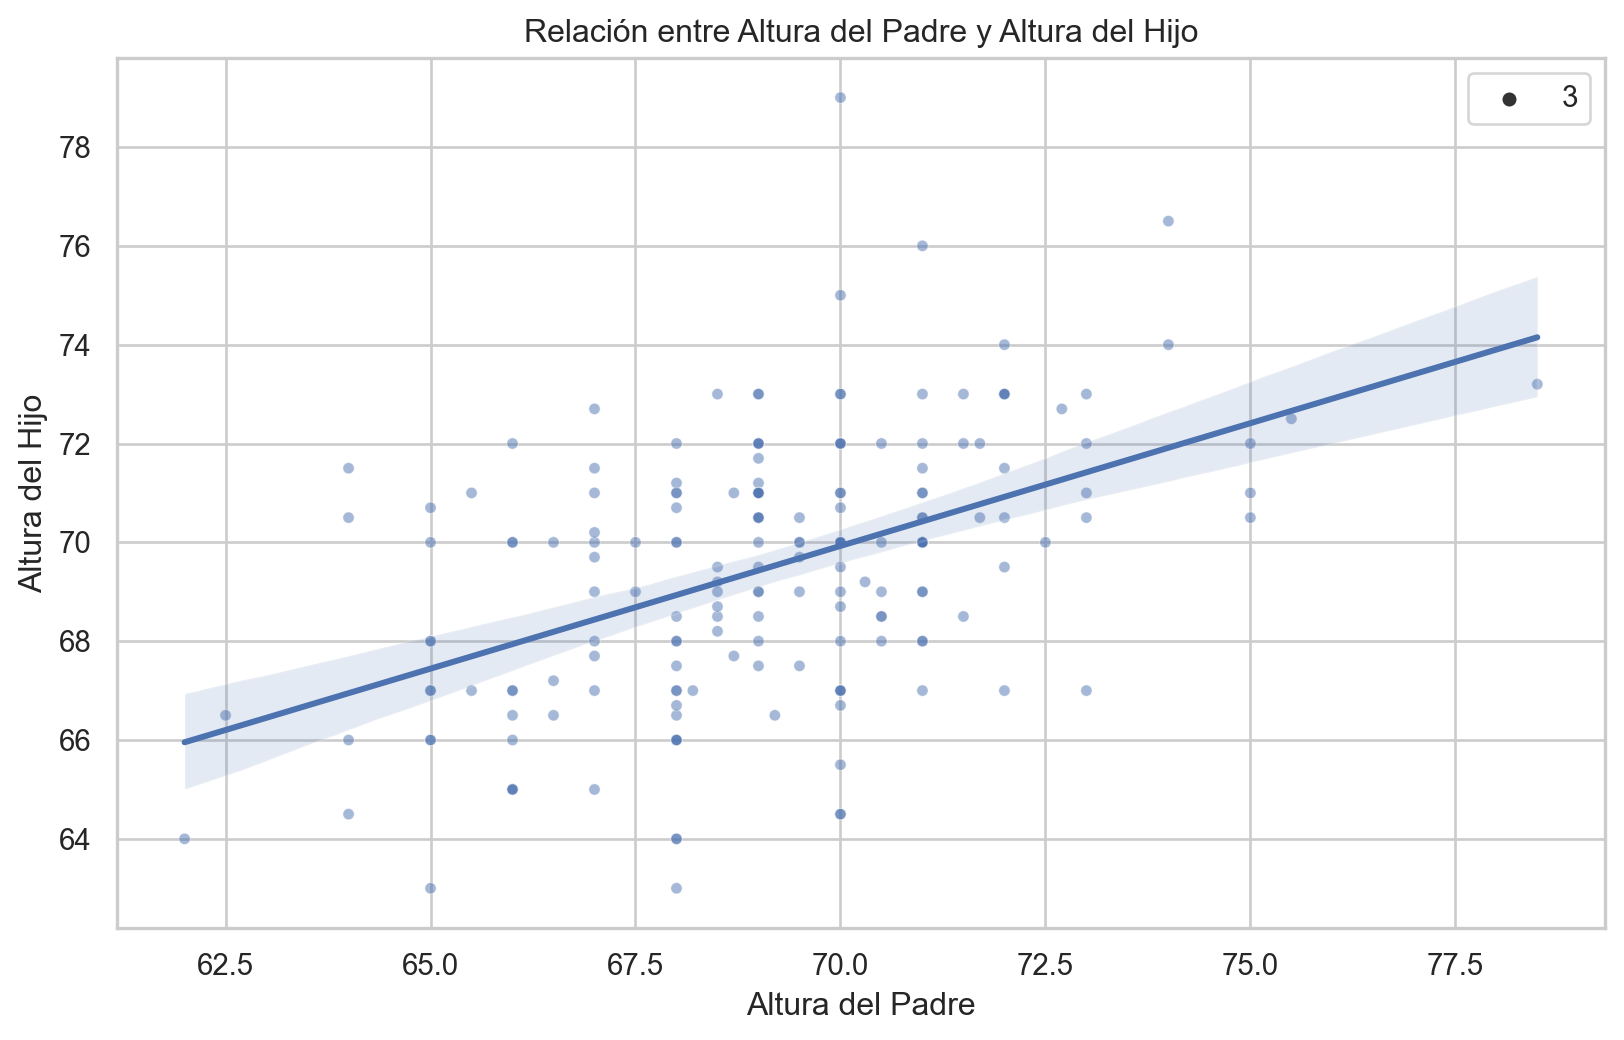 Relación entre Altura del Padre y Altura del Hijo
3
78
76
74
72
70
68
66
64
Altura del Hijo
62.5 65.0 67.5 70.0 72.5 75.0 77.5
Altura del Padre